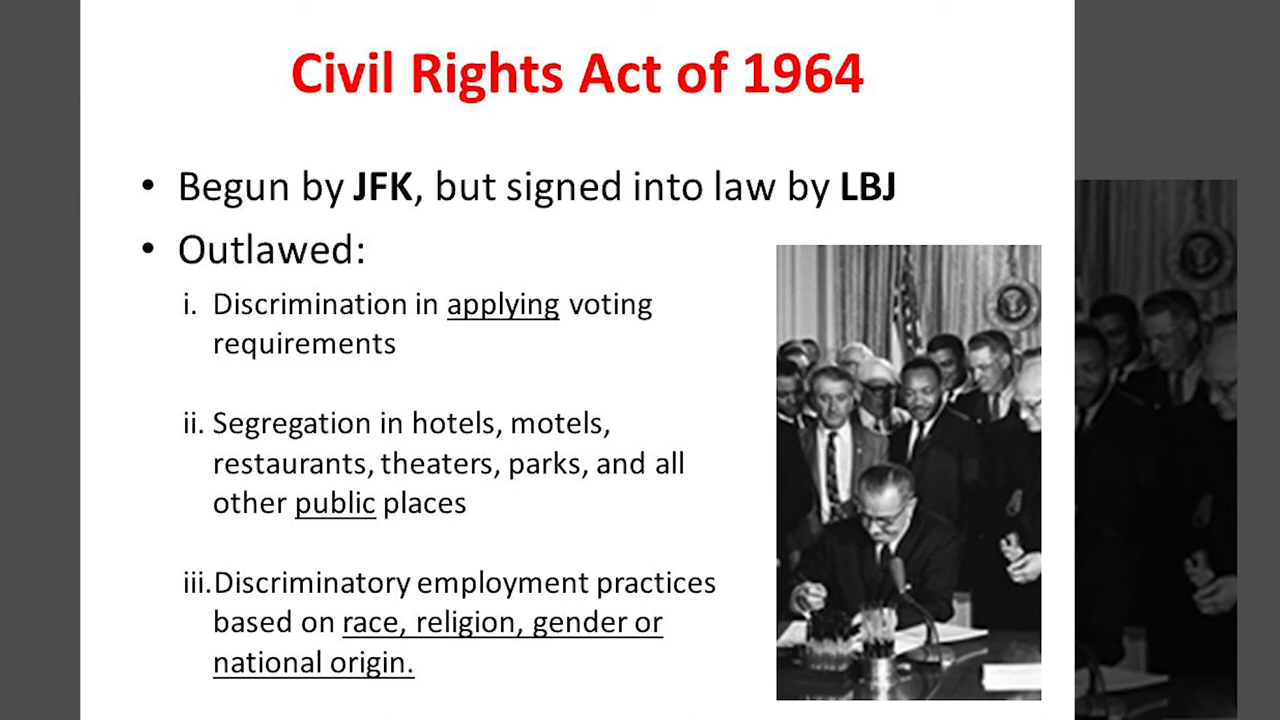 Civil Rights Act of 1964
• Begun by JFK, but signed into law by LBJ
• Outlawed:
i. Discrimination in applying voting
requirements
ii. Segregation in hotels, motels,
restaurants, theaters, parks, and all
other public places
iii.Discriminatory employment practices
based on race, religion, gender or
national origin.